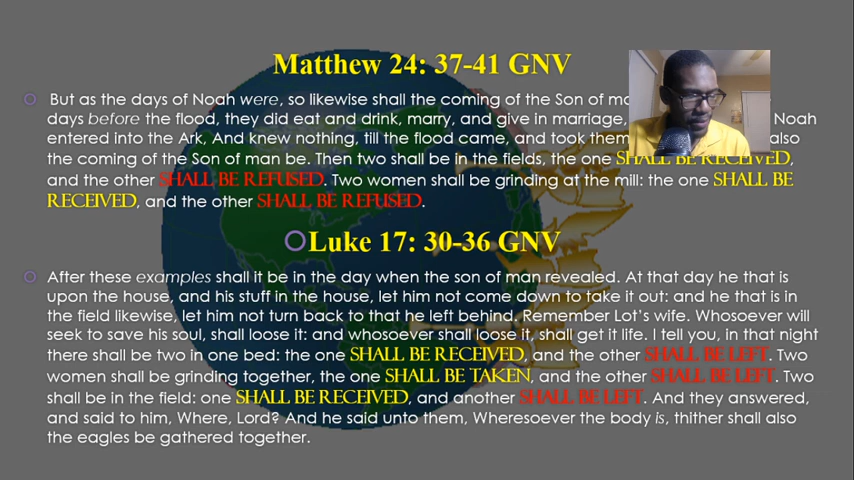 Matthew 24: 37-41 GNV
But as the days of Noah were, so likewise shall the coming of the Son of
days before the flood, they did eat and drink, marry, and give in marriage, Noah
entered into the Ark, And knew nothing, till the flood came, and took them also
the coming of the Son of man be. Then two shall be in the fields, the one SHALL BE RECEIVED,
and the other SHALL BE REFUSED. Two women shall be grinding at the mill: the one SHALL BE
RECEIVED, and the other SHALL BE REFUSED.
Luke 17: 30-36 GNV
After these examples shall it be in the day when the son of man revealed. At that day he that is
upon the house, and his stuff in the house, let him not come down to take it out: and he that is in
the field likewise, let him not turn back to that he left behind. Remember Lot's wife. Whosoever will
seek to save his soul, shall loose it: and whosoever shall loose it, shall get it life. I tell you, in that night
there shall be two in one bed: the one SHALL BE RECEIVED, and the other SHALL BE LEFT. Two
women shall be grinding together, the one SHALL BE TAKEN, and the other SHALL BE LEFT. Two
shall be in the field: one SHALL BE RECEIVED, and another SHALL BE LEFT. And they answered,
and said to him, Where, Lord? And he said unto them, Wheresoever the body is, thither shall also
the eagles be gathered together.